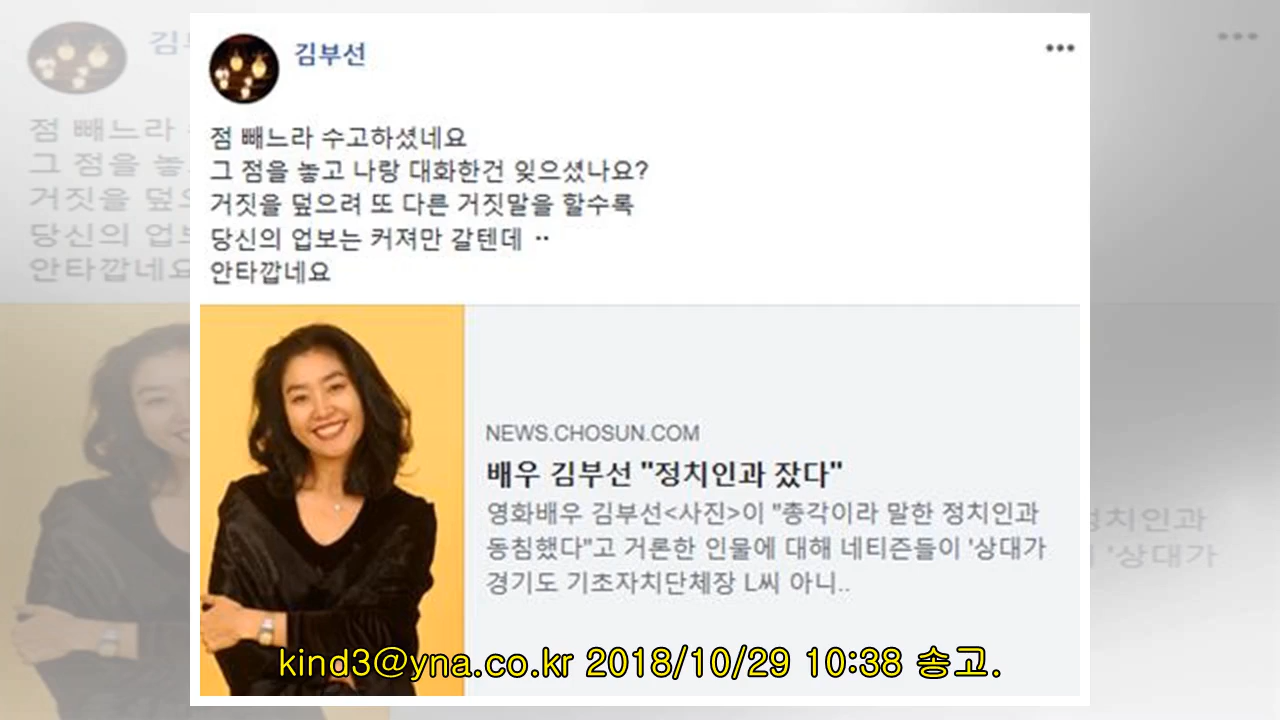 김부선
점 빼느라 수고하셨네요
그 점을 놓고 나랑 대화한건 잊으셨나요?
거짓을 덮으려 또 다른 거짓말을 할수록
당신의 업보는 커져만 갈텐데 ··
안타깝네요
NEWS.CHOSUN.COM
배우 김부선 "정치인과 잤다"
영화배우 김부선<사진>이 "총각이라 말한 정치인과
동침했다"고 거론한 인물에 대해 네티즌들이 '상대가
경기도 기초자치단체장 L씨 아니..
kind3@yna.co.kr 2018/10/29 10:38 송고.